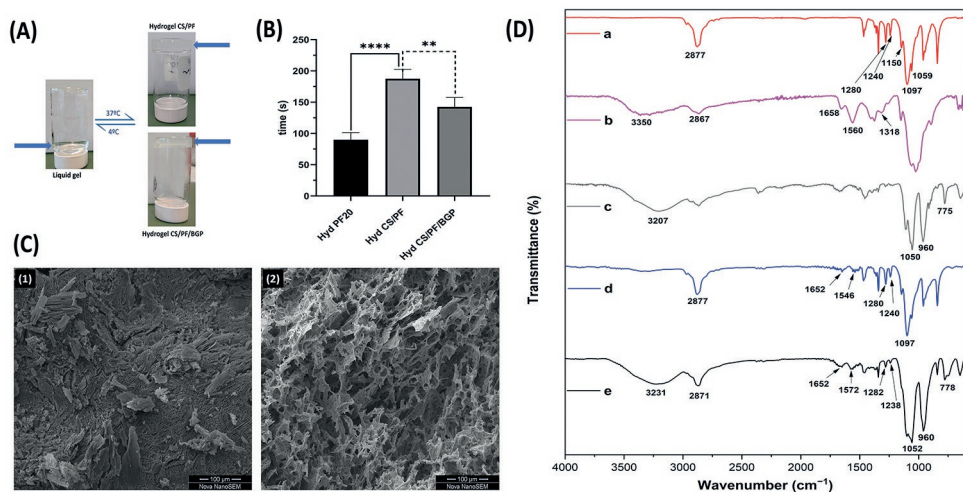 (A)
Hydrogel CS/PF
37ºC
4ºC
Liquid gel
Hydrogel CS/PF/BGP
(B)
****
**
250
200
150
100
50
0
time (s)
Hyd PF20
Hyd CS/PF
Hyd CS/PF/BGP
(C)
(1)
100 µm
Nova NanoSEM
(2)
100 µm
Nova NanoSEM
(D)
Transmittance (%)
a
2877
1280
1240
1150
1097
1059
b
3350
2867
1658
1560
1318
c
3207
1050
960
775
d
2877
1652
1546
1280
1240
1097
e
3231
2871
1652
1572
1282
1238
1052
960
778
4000
3500
3000
2500
2000
1500
1000
Wavenumber (cm⁻¹)